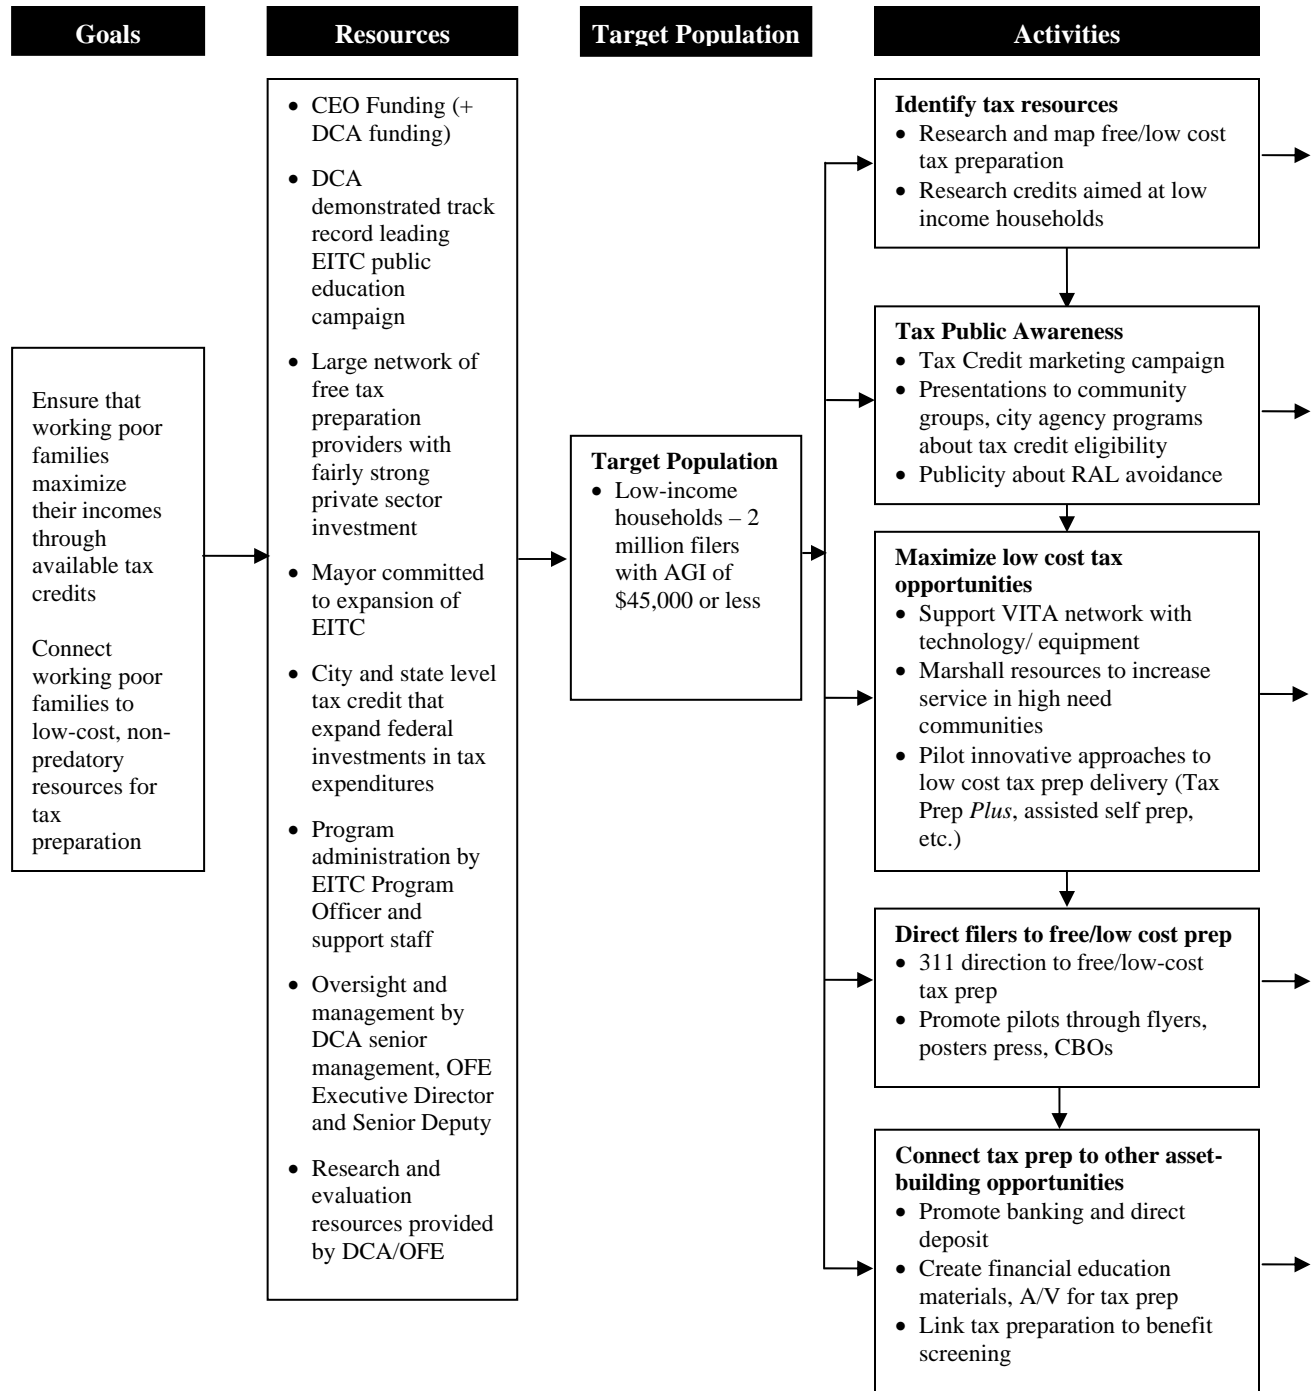 Goals
Resources
Target Population
Activities
Ensure that
working poor
families
maximize
their incomes
through
available tax
credits
Connect
working poor
families to
low-cost, non-
predatory
resources for
tax
preparation
• CEO Funding (+
DCA funding)
• DCA
demonstrated track
record leading
EITC public
education
campaign
• Large network of
free tax
preparation
providers with
fairly strong
private sector
investment
• Mayor committed
to expansion of
EITC
• City and state level
tax credit that
expand federal
investments in tax
expenditures
• Program
administration by
EITC Program
Officer and
support staff
• Oversight and
management by
DCA senior
management, OFE
Executive Director
and Senior Deputy
• Research and
evaluation
resources provided
by DCA/OFE
Target Population
• Low-income
households – 2
million filers
with AGI of
$45,000 or less
Identify tax resources
• Research and map free/low cost
tax preparation
• Research credits aimed at low
income households
Tax Public Awareness
• Tax Credit marketing campaign
• Presentations to community
groups, city agency programs
about tax credit eligibility
• Publicity about RAL avoidance
Maximize low cost tax
opportunities
• Support VITA network with
technology/ equipment
• Marshall resources to increase
service in high need
communities
• Pilot innovative approaches to
low cost tax prep delivery (Tax
Prep Plus, assisted self prep,
etc.)
Direct filers to free/low cost prep
• 311 direction to free/low-cost
tax prep
• Promote pilots through flyers,
posters press, CBOs
Connect tax prep to other asset-
building opportunities
• Promote banking and direct
deposit
• Create financial education
materials, A/V for tax prep
• Link tax preparation to benefit
screening